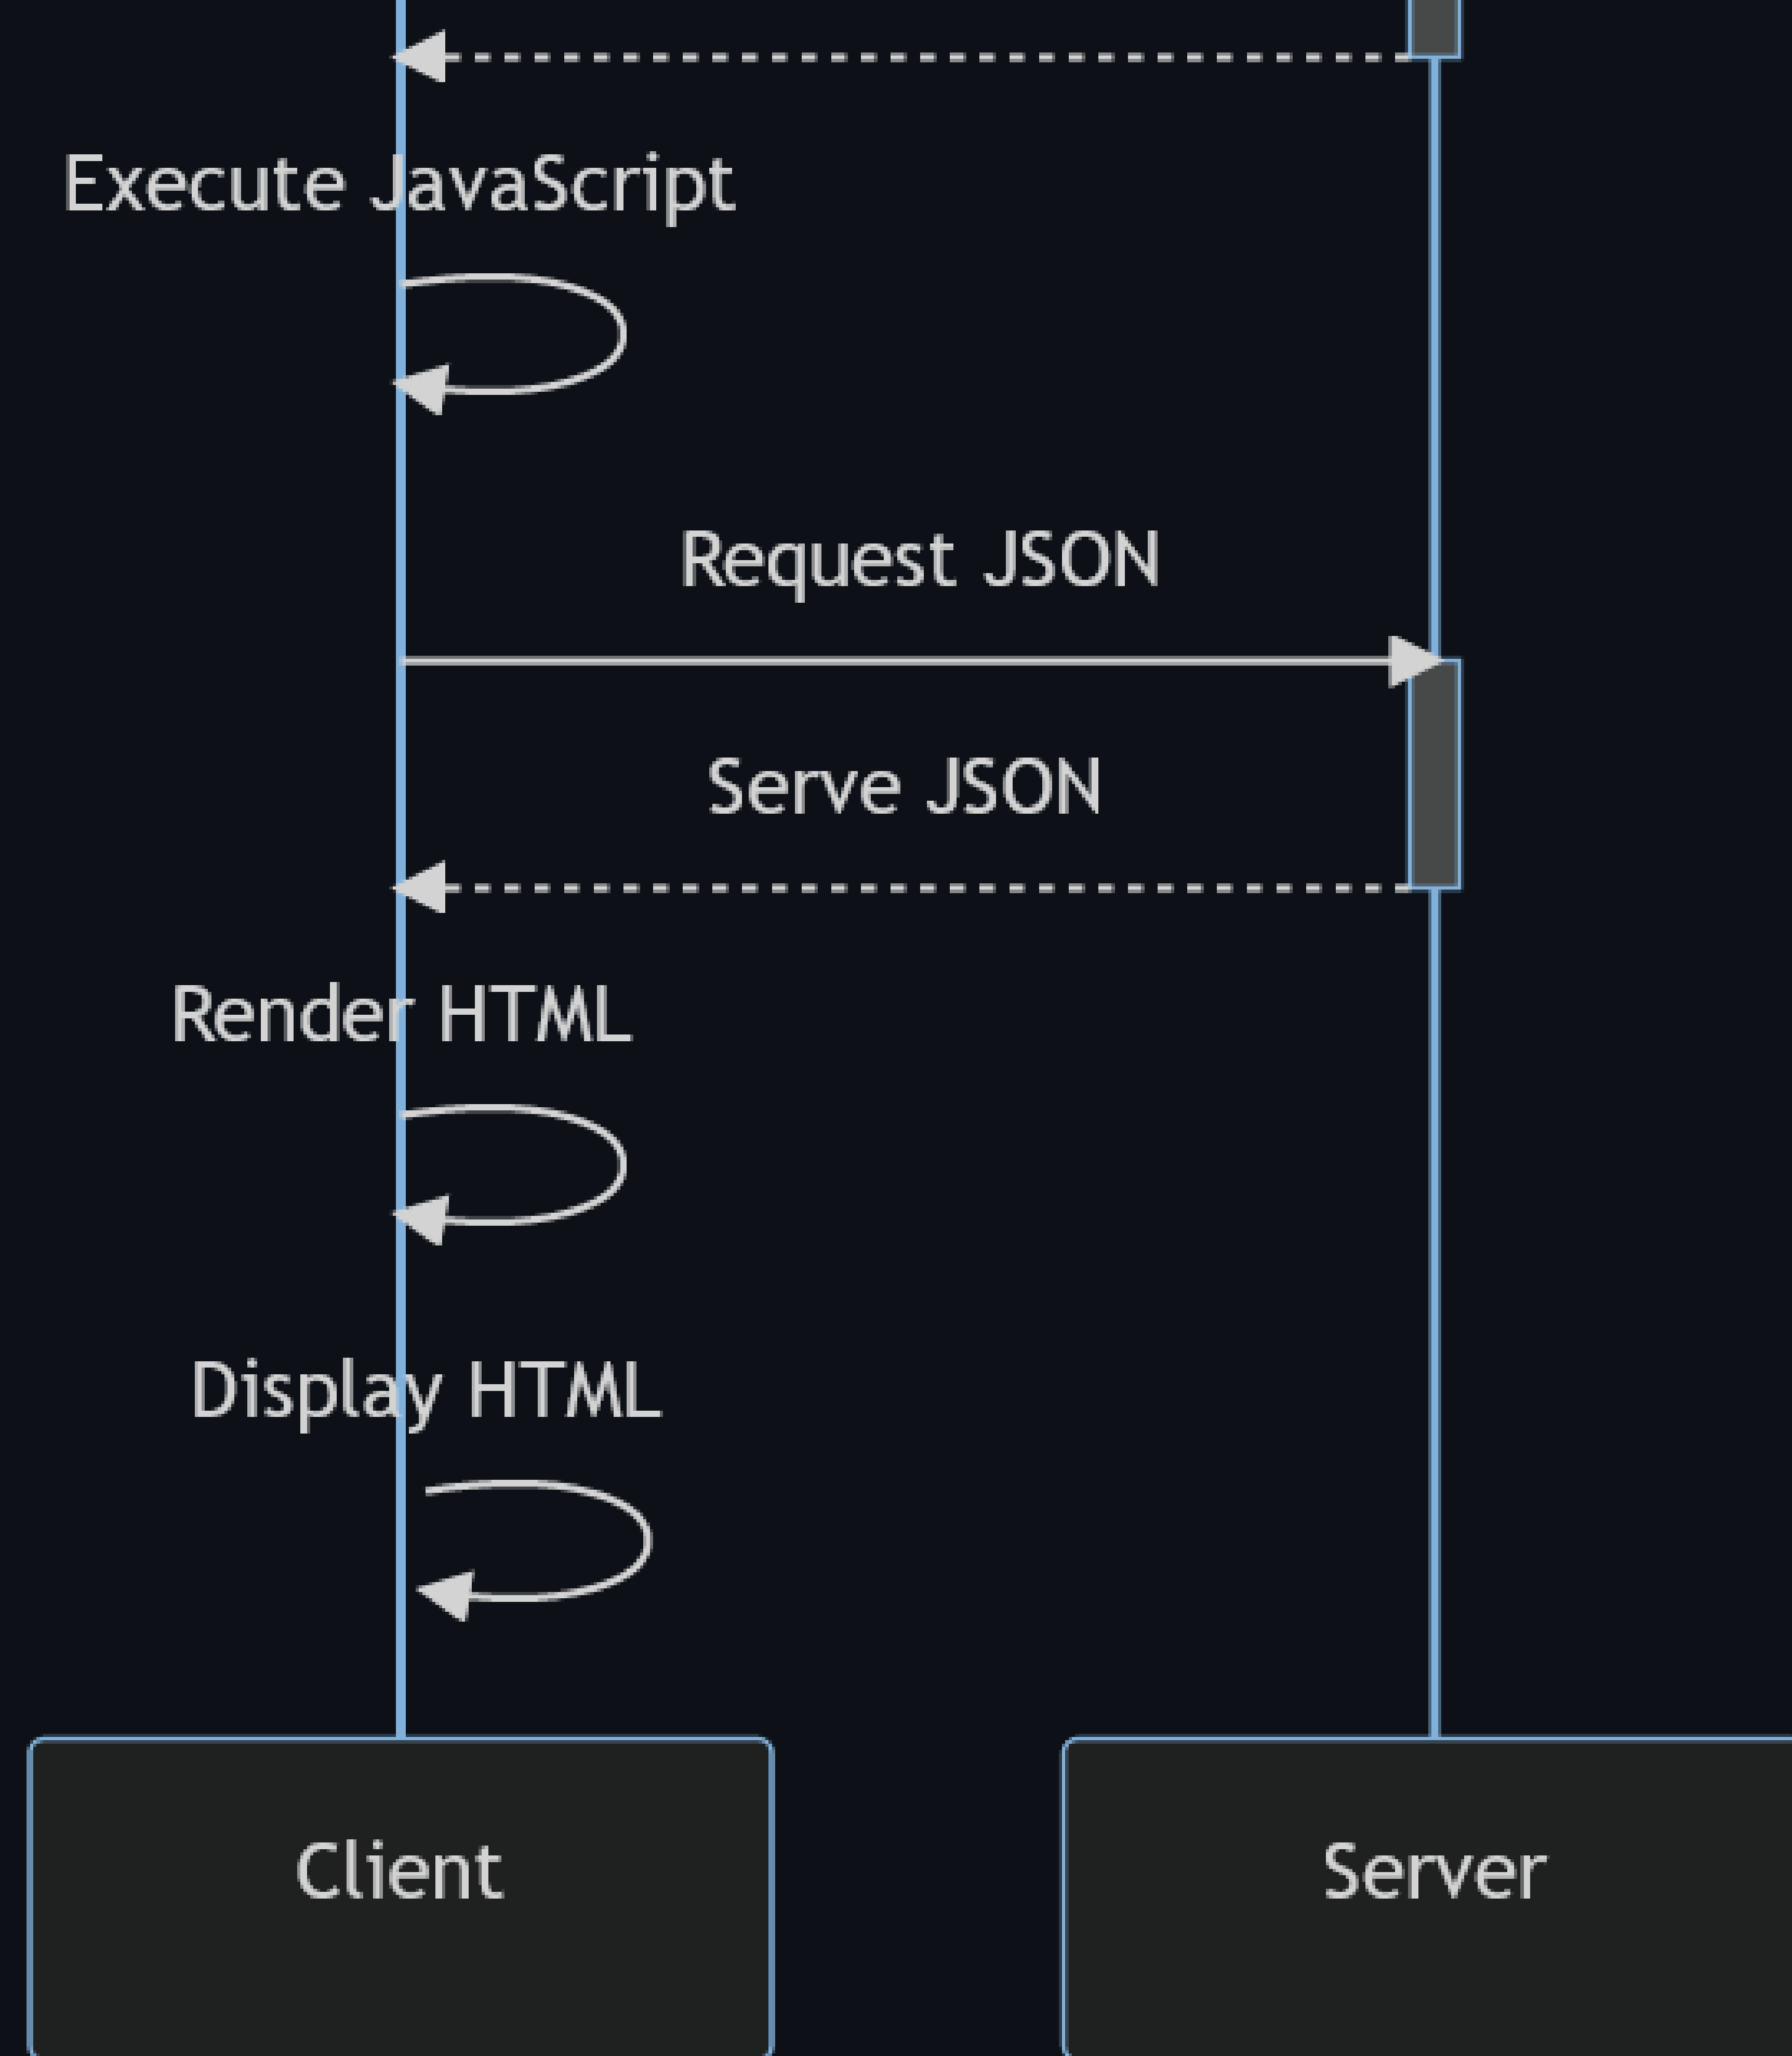 Execute JavaScript
Request JSON
Serve JSON
Render HTML
Display HTML
Client
Server